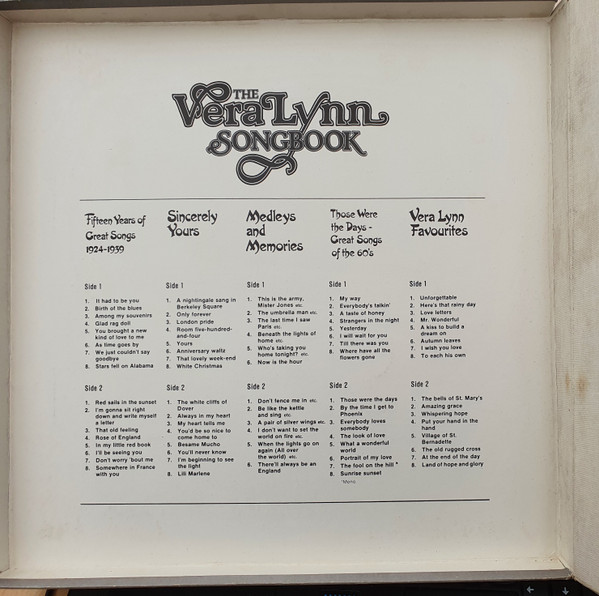 THE
Vera Lynn
SONGBOOK
Fifteen Years of
Great Songs
1924-1939
Side 1
1. It had to be you
2. Birth of the blues
3. Among my souvenirs
4. Glad rag doll
5. You brought a new
kind of love to me
6. As time goes by
7. We just couldn't say
goodbye
8. Stars fell on Alabama
Side 2
1. Red sails in the sunset
2. I'm gonna sit right
down and write myself
a letter
3. That old feeling
4. Rose of England
5. In my little red book
6. I'll be seeing you
7. Don't worry 'bout me
8. Somewhere in France
with you
Sincerely
Yours
Side 1
1. A nightingale sang in
Berkeley Square
2. Only forever
3. London pride
4. Room five-hundred-
and-four
5. Yours
6. Anniversary waltz
7. That lovely week-end
8. White Christmas
Side 2
1. The white cliffs of
Dover
2. Always in my heart
3. My heart tells me
4. You'd be so nice to
come home to
5. Besame Mucho
6. You'll never know
7. I'm beginning to see
the light
8. Lili Marlene
Medleys
and
Memories
Side 1
1. This is the army,
Mister Jones etc.
2. The umbrella man etc.
3. The last time I saw
Paris etc.
4. Beneath the lights of
home etc.
5. Who's taking you
home tonight? etc.
6. Now is the hour
Side 2
1. Don't fence me in etc.
2. Be like the kettle
and sing etc.
3. A pair of silver wings etc.
4. I don't want to set the
world on fire etc.
5. When the lights go on
again (All over
the world) etc.
6. There'll always be an
England
Those Were
the Days -
Great Songs
of the 60's
Side 1
1. My way
2. Everybody's talkin'
3. A taste of honey
4. Strangers in the night
5. Yesterday
6. I will wait for you
7. Till there was you
8. Where have all the
flowers gone
Side 2
1. Those were the days
2. By the time I get to
Phoenix
3. Everybody loves
somebody
4. The look of love
5. What a wonderful
world
6. Portrait of my love
7. The fool on the hill *
8. Sunrise sunset
*Mono
Vera Lynn
Favourites
Side 1
1. Unforgettable
2. Here's that rainy day
3. Love letters
4. Mr. Wonderful
5. A kiss to build a
dream on
6. Autumn leaves
7. I wish you love
8. To each his own
Side 2
1. The bells of St. Mary's
2. Amazing grace
3. Whispering hope
4. Put your hand in the
hand
5. Village of St.
Bernadette
6. The old rugged cross
7. At the end of the day
8. Land of hope and glory